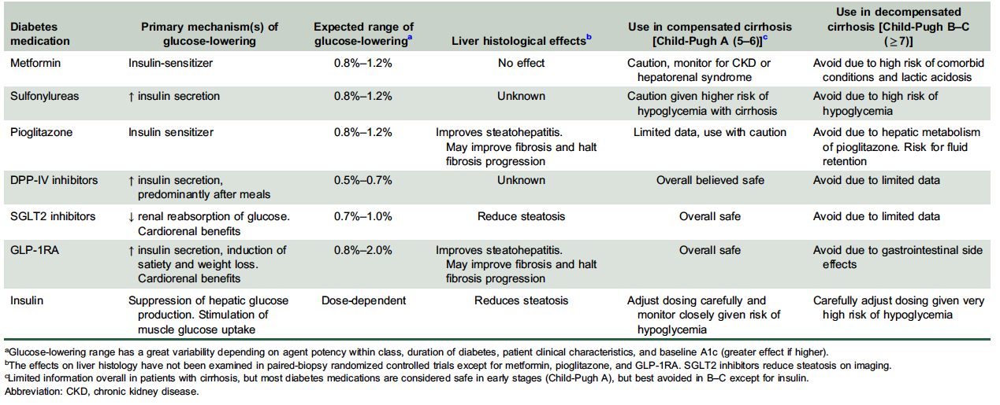 Diabetes medication
Primary mechanism(s) of glucose-lowering
Expected range of glucose-loweringᵃ
Liver histological effectsᵇ
Use in compensated cirrhosis [Child-Pugh A (5–6)]ᶜ
Use in decompensated cirrhosis [Child-Pugh B–C (≥7)]
Metformin
Insulin-sensitizer
0.8%–1.2%
No effect
Caution, monitor for CKD or
hepatorenal syndrome
Avoid due to high risk of comorbid
conditions and lactic acidosis
Sulfonylureas
↑ insulin secretion
0.8%–1.2%
Unknown
Caution given higher risk of
hypoglycemia with cirrhosis
Avoid due to high risk of
hypoglycemia
Pioglitazone
Insulin sensitizer
0.8%–1.2%
Improves steatohepatitis.
May improve fibrosis and halt
fibrosis progression
Limited data, use with caution
Avoid due to hepatic metabolism
of pioglitazone. Risk for fluid
retention
DPP-IV inhibitors
↑ insulin secretion,
predominantly after meals
0.5%–0.7%
Unknown
Overall believed safe
Avoid due to limited data
SGLT2 inhibitors
↓ renal reabsorption of glucose.
Cardiorenal benefits
0.7%–1.0%
Reduce steatosis
Overall safe
Avoid due to limited data
GLP-1RA
↑ insulin secretion, induction of
satiety and weight loss.
Cardiorenal benefits
0.8%–2.0%
Improves steatohepatitis.
May improve fibrosis and halt
fibrosis progression
Overall safe
Avoid due to gastrointestinal side
effects
Insulin
Suppression of hepatic glucose
production. Stimulation of
muscle glucose uptake
Dose-dependent
Reduces steatosis
Adjust dosing carefully and
monitor closely given risk of
hypoglycemia
Carefully adjust dosing given very
high risk of hypoglycemia
ᵃGlucose-lowering range has a great variability depending on agent potency within class, duration of diabetes, patient clinical characteristics, and baseline A1c (greater effect if higher).
ᵇThe effects on liver histology have not been examined in paired-biopsy randomized controlled trials except for metformin, pioglitazone, and GLP-1RA. SGLT2 inhibitors reduce steatosis on imaging.
ᶜLimited information overall in patients with cirrhosis, but most diabetes medications are considered safe in early stages (Child-Pugh A), but best avoided in B–C except for insulin.
Abbreviation: CKD, chronic kidney disease.